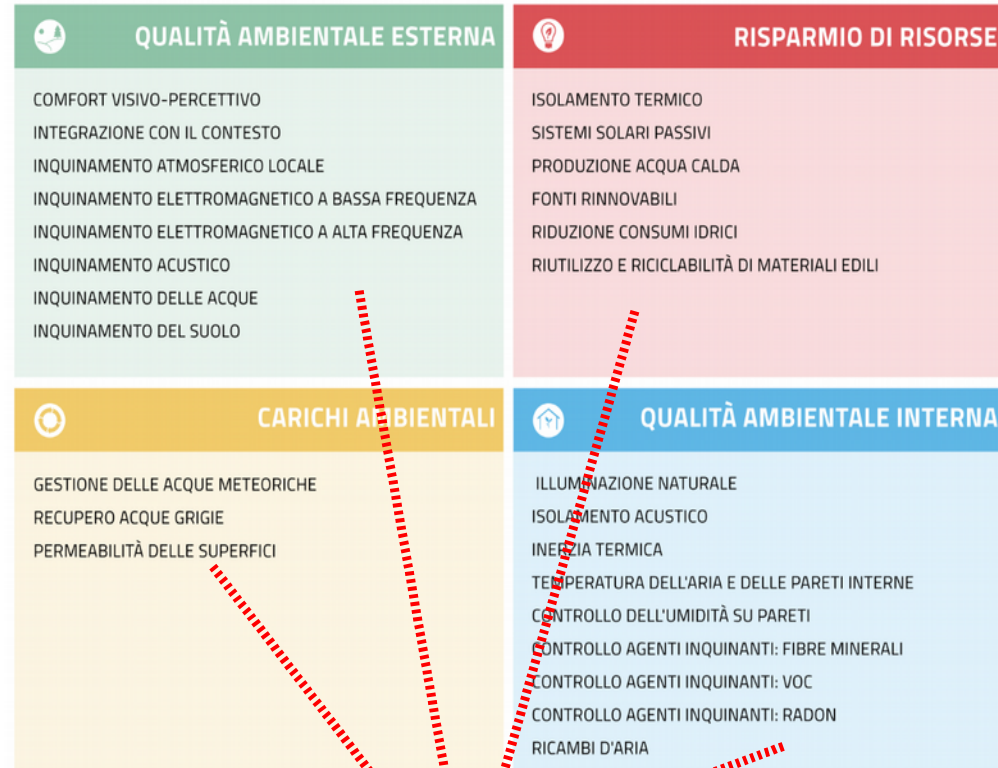 QUALITÀ AMBIENTALE ESTERNA
COMFORT VISIVO-PERCETTIVO
INTEGRAZIONE CON IL CONTESTO
INQUINAMENTO ATMOSFERICO LOCALE
INQUINAMENTO ELETTROMAGNETICO A BASSA FREQUENZA
INQUINAMENTO ELETTROMAGNETICO A ALTA FREQUENZA
INQUINAMENTO ACUSTICO
INQUINAMENTO DELLE ACQUE
INQUINAMENTO DEL SUOLO
RISPARMIO DI RISORSE
ISOLAMENTO TERMICO
SISTEMI SOLARI PASSIVI
PRODUZIONE ACQUA CALDA
FONTI RINNOVABILI
RIDUZIONE CONSUMI IDRICI
RIUTILIZZO E RICICLABILITÀ DI MATERIALI EDILI
CARICHI AMBIENTALI
GESTIONE DELLE ACQUE METEORICHE
RECUPERO ACQUE GRIGIE
PERMEABILITÀ DELLE SUPERFICI
QUALITÀ AMBIENTALE INTERNA
ILLUMINAZIONE NATURALE
ISOLAMENTO ACUSTICO
INERZIA TERMICA
TEMPERATURA DELL'ARIA E DELLE PARETI INTERNE
CONTROLLO DELL'UMIDITÀ SU PARETI
CONTROLLO AGENTI INQUINANTI: FIBRE MINERALI
CONTROLLO AGENTI INQUINANTI: VOC
CONTROLLO AGENTI INQUINANTI: RADON
RICAMBI D'ARIA